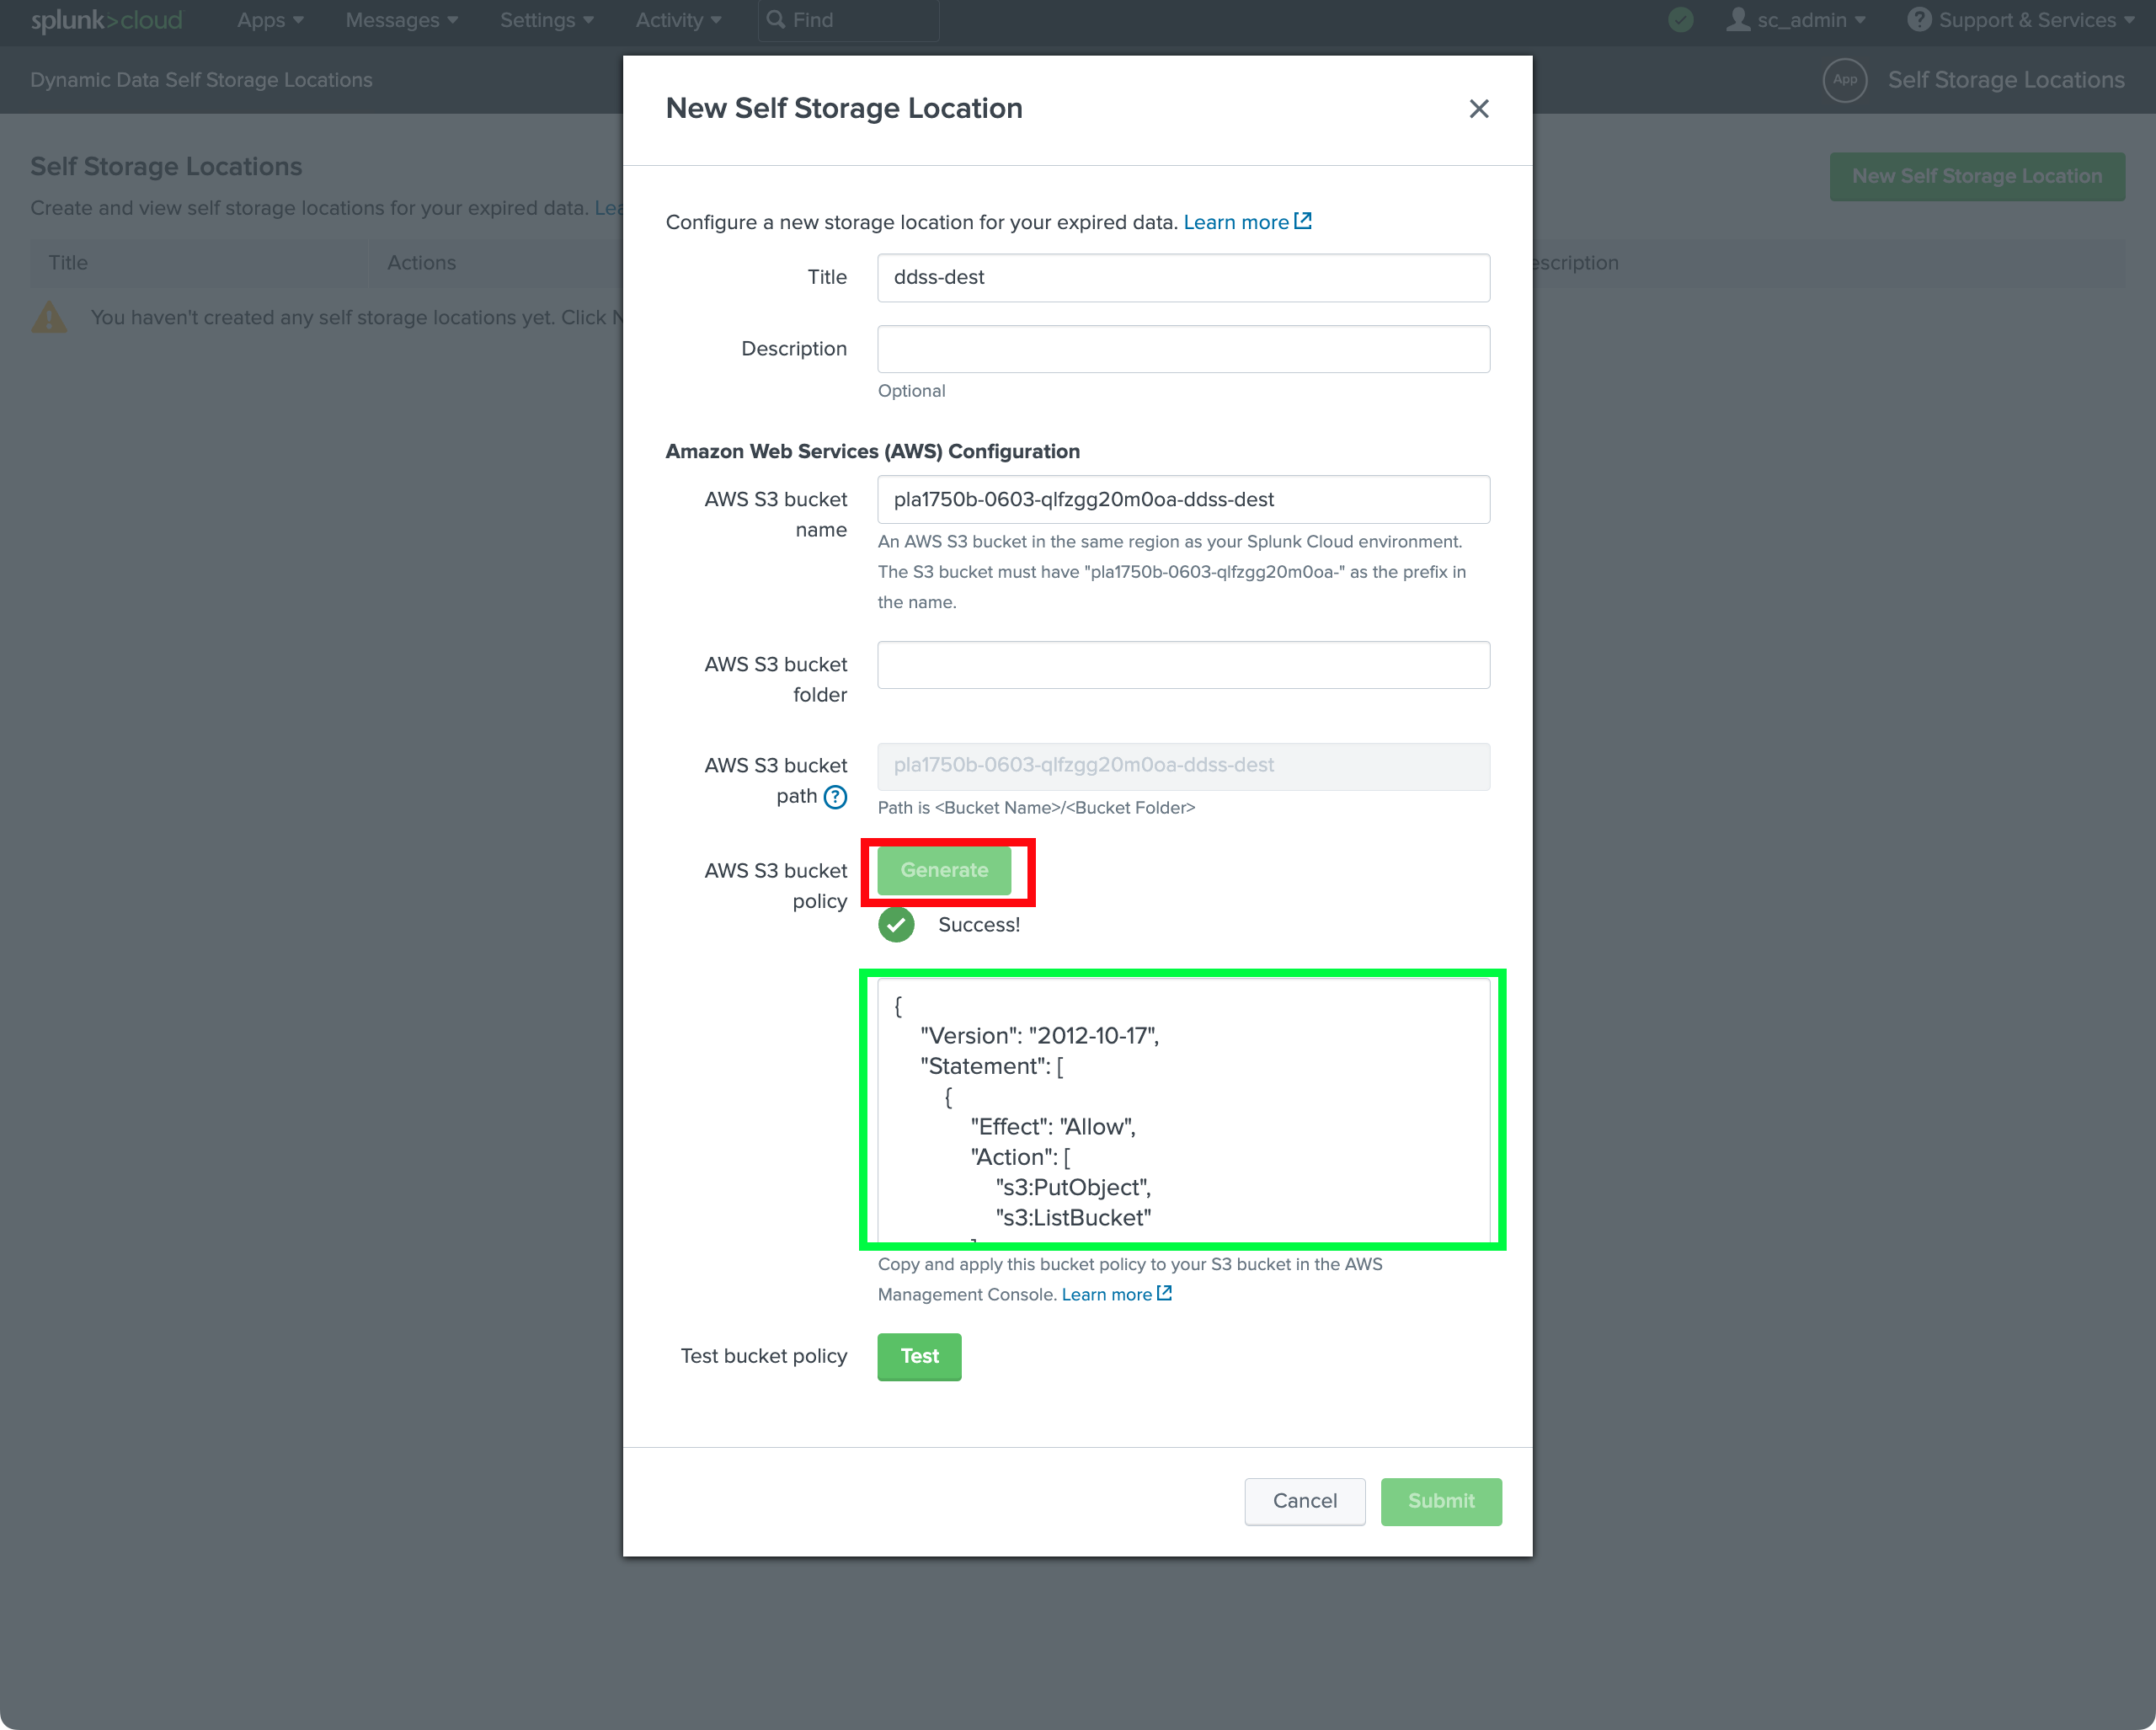 splunk>cloud Apps Messages Settings Activity Find sc_admin Support & Services
Dynamic Data Self Storage Locations
App Self Storage Locations
New Self Storage Location
Self Storage Locations
New Self Storage Location
Create and view self storage locations for your expired data.
Configure a new storage location for your expired data. Learn more
Title Actions
Title ddss-dest
You haven't created any self storage locations yet. Click
Description
Optional
Amazon Web Services (AWS) Configuration
AWS S3 bucket
name
pla1750b-0603-qlfzgg20m0oa-ddss-dest
An AWS S3 bucket in the same region as your Splunk Cloud environment.
The S3 bucket must have "pla1750b-0603-qlfzgg20m0oa-" as the prefix in
the name.
AWS S3 bucket
folder
AWS S3 bucket
path ?
pla1750b-0603-qlfzgg20m0oa-ddss-dest
Path is <Bucket Name>/<Bucket Folder>
AWS S3 bucket
policy
Generate
Success!
{
"Version": "2012-10-17",
"Statement": [
{
"Effect": "Allow",
"Action": [
"s3:PutObject",
"s3:ListBucket"
Copy and apply this bucket policy to your S3 bucket in the AWS
Management Console. Learn more
Test bucket policy Test
Cancel Submit